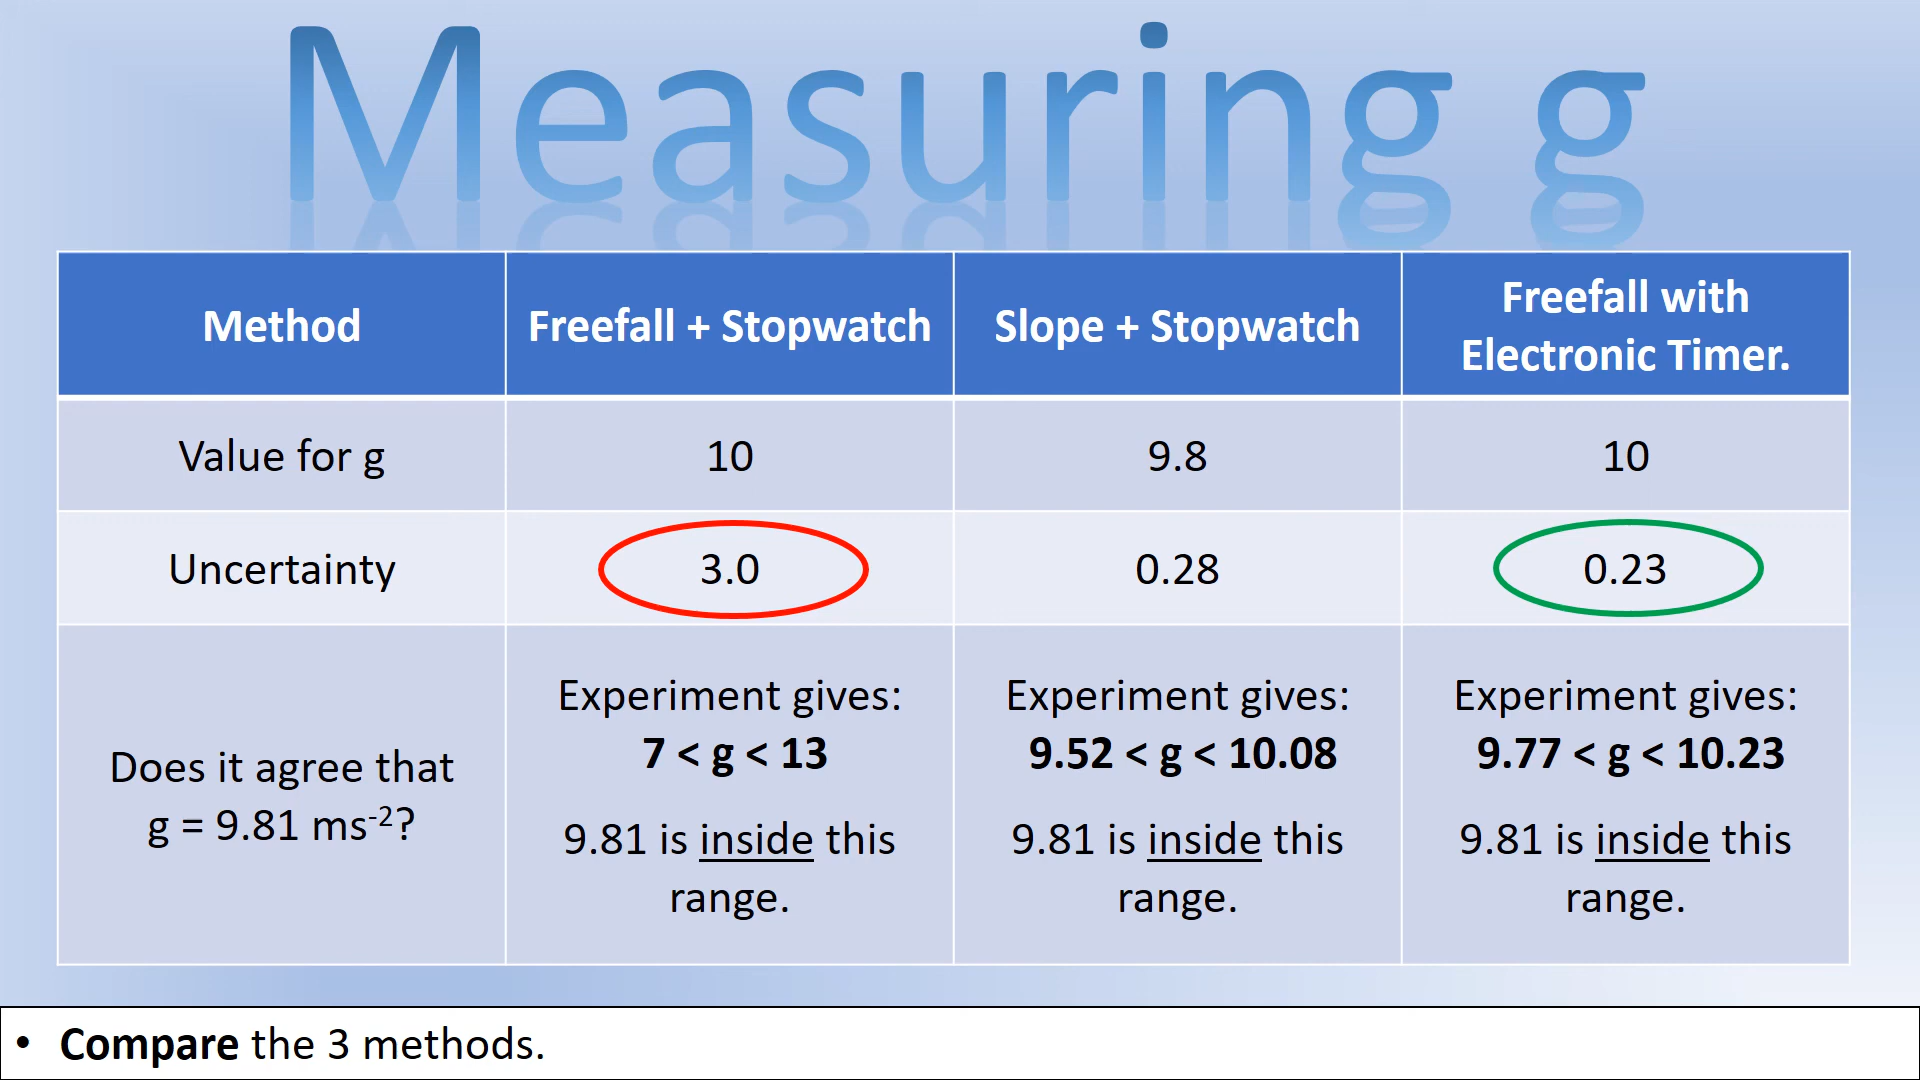 Measuring g
Method
Freefall + Stopwatch
Slope + Stopwatch
Freefall with
Electronic Timer.
Value for g
10
9.8
10
Uncertainty
3.0
0.28
0.23
Does it agree that
g = 9.81 ms⁻²?
Experiment gives:
7 < g < 13
9.81 is inside this
range.
Experiment gives:
9.52 < g < 10.08
9.81 is inside this
range.
Experiment gives:
9.77 < g < 10.23
9.81 is inside this
range.
• Compare the 3 methods.